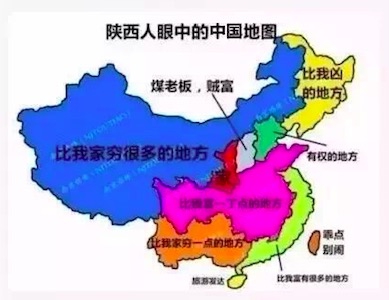 陕西人眼中的中国地图
比我凶
的地方
煤老板，贼富
有权的地方
比我家穷很多的地方
比我富一丁点的地方
比我家穷一点的地方
乖点
别闹
旅游发达
比我富有很多的地方